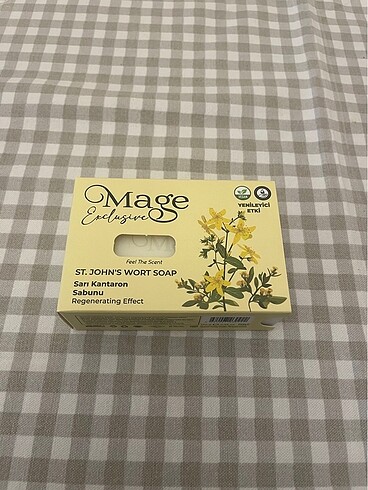 Mage
Exclusive
YENİLEYİCİ
ETKİ
Feel The Scent
ST. JOHN'S WORT SOAP
Sarı Kantaron
Sabunu
Regenerating Effect